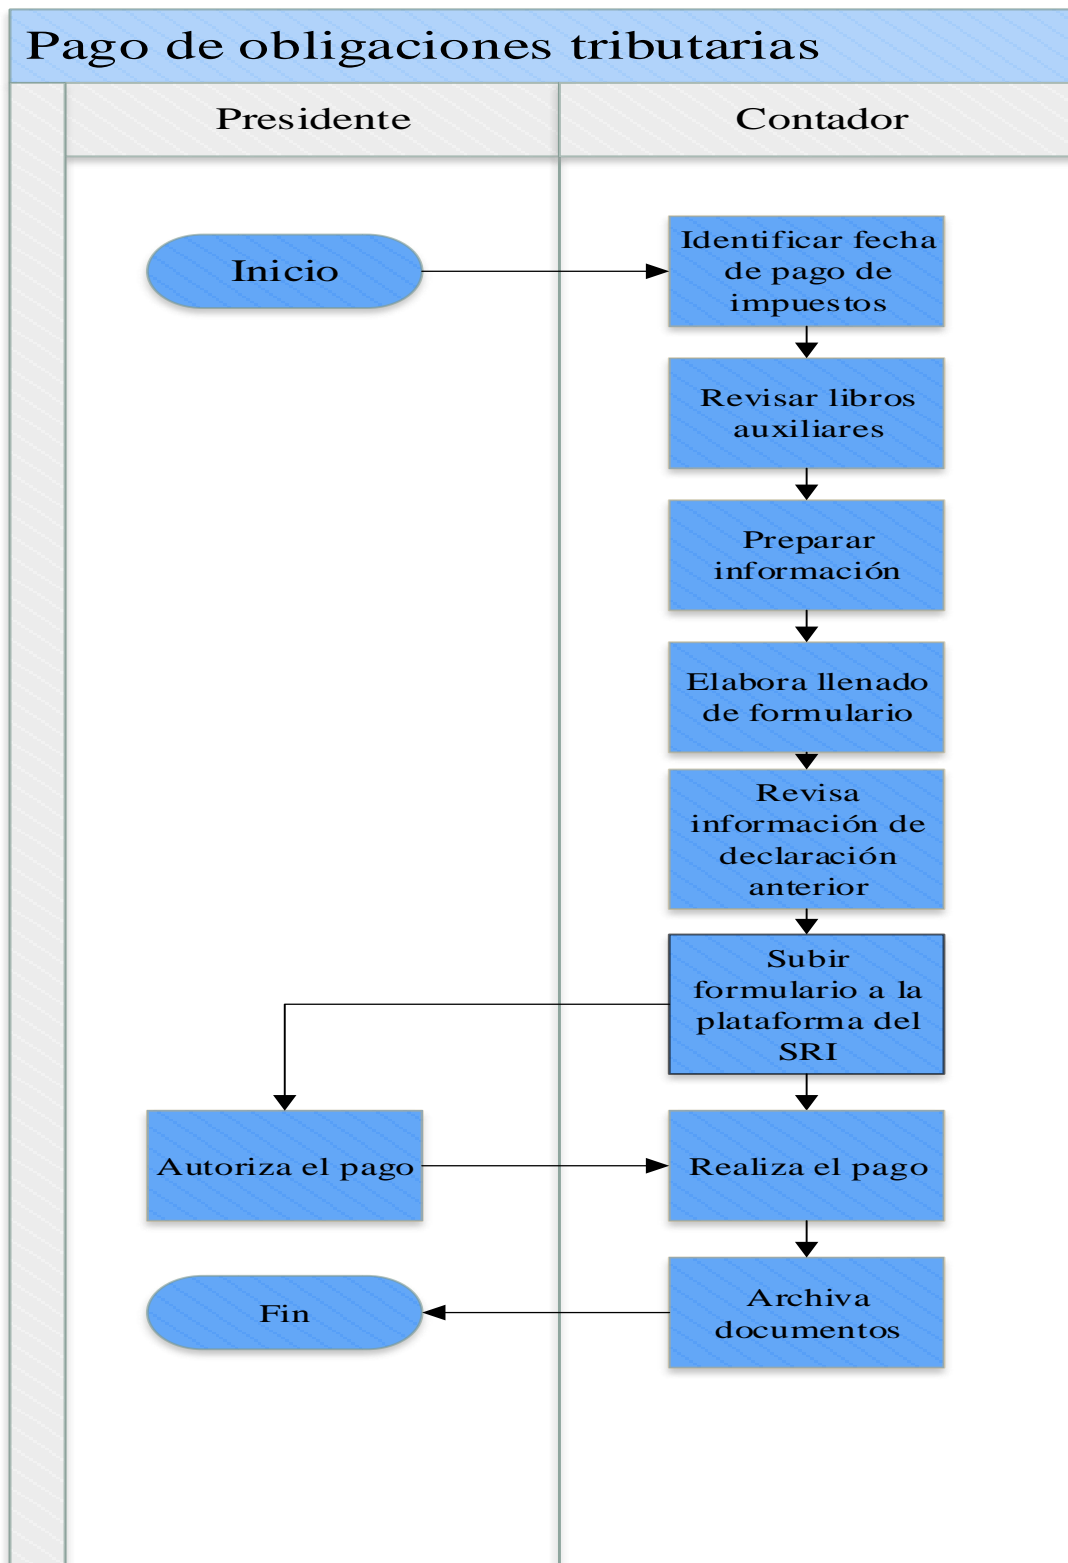 Pago de obligaciones tributarias
Presidente
Contador
Inicio
Identificar fecha
de pago de
impuestos
Revisar libros
auxiliares
Preparar
información
Elabora llenado
de formulario
Revisa
información de
declaración
anterior
Subir
formulario a la
plataforma del
SRI
Autoriza el pago
Realiza el pago
Archiva
documentos
Fin